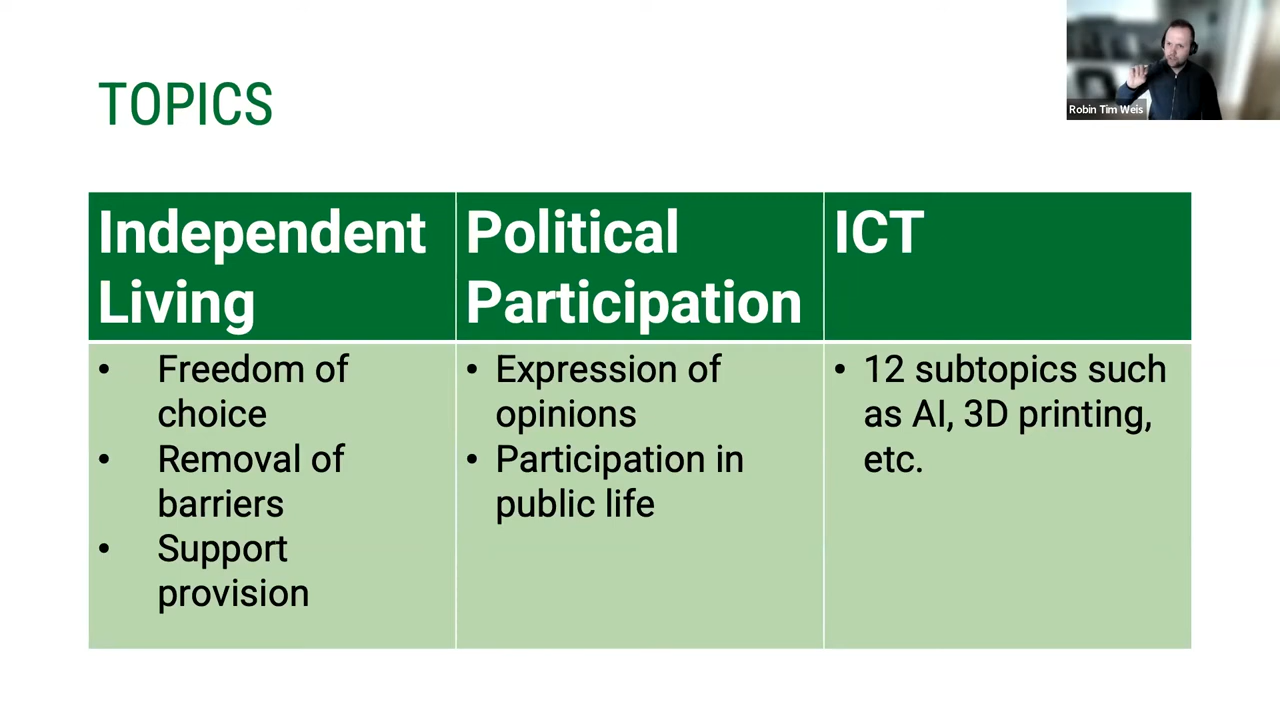 Robin Tim Weis
TOPICS
Independent
Living
• Freedom of
choice
• Removal of
barriers
• Support
provision
Political
Participation
• Expression of
opinions
• Participation in
public life
ICT
• 12 subtopics such
as AI, 3D printing,
etc.